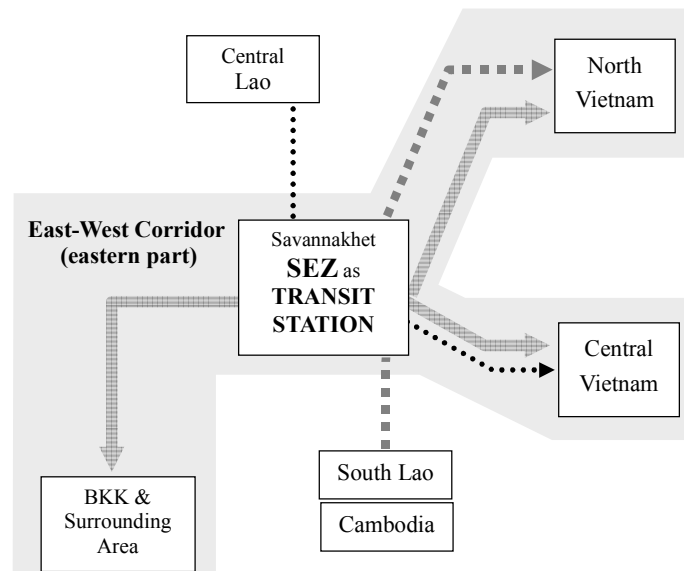 Central
Lao
North
Vietnam
East-West Corridor
(eastern part)
Savannakhet
SEZ as
TRANSIT
STATION
Central
Vietnam
South Lao
Cambodia
BKK &
Surrounding
Area